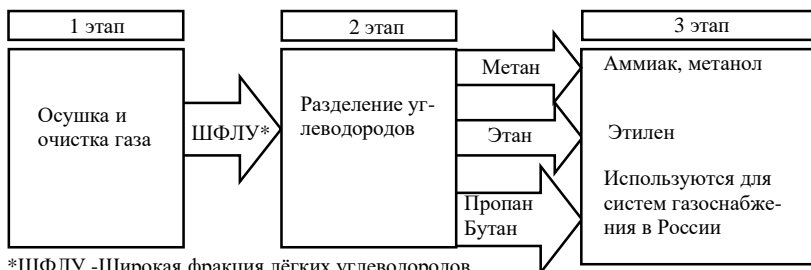 1 этап
2 этап
3 этап
Осушка и
очистка газа
ШФЛУ*
Разделение уг-
леводородов
Метан
Этан
Пропан
Бутан
Аммиак, метанол
Этилен
Используются для
систем газоснабже-
ния в России
*ШФЛУ -Широкая фракция лёгких углеводородов